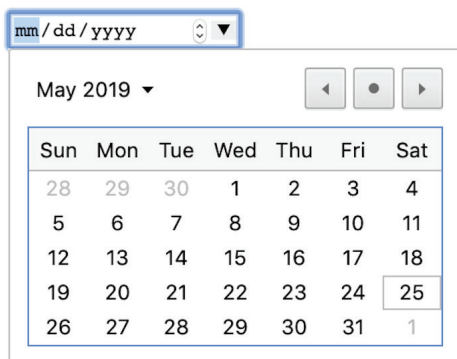 mm/dd/yyyy
May 2019
Sun Mon Tue Wed Thu Fri Sat
28 29 30 1 2 3 4
5 6 7 8 9 10 11
12 13 14 15 16 17 18
19 20 21 22 23 24 25
26 27 28 29 30 31 1